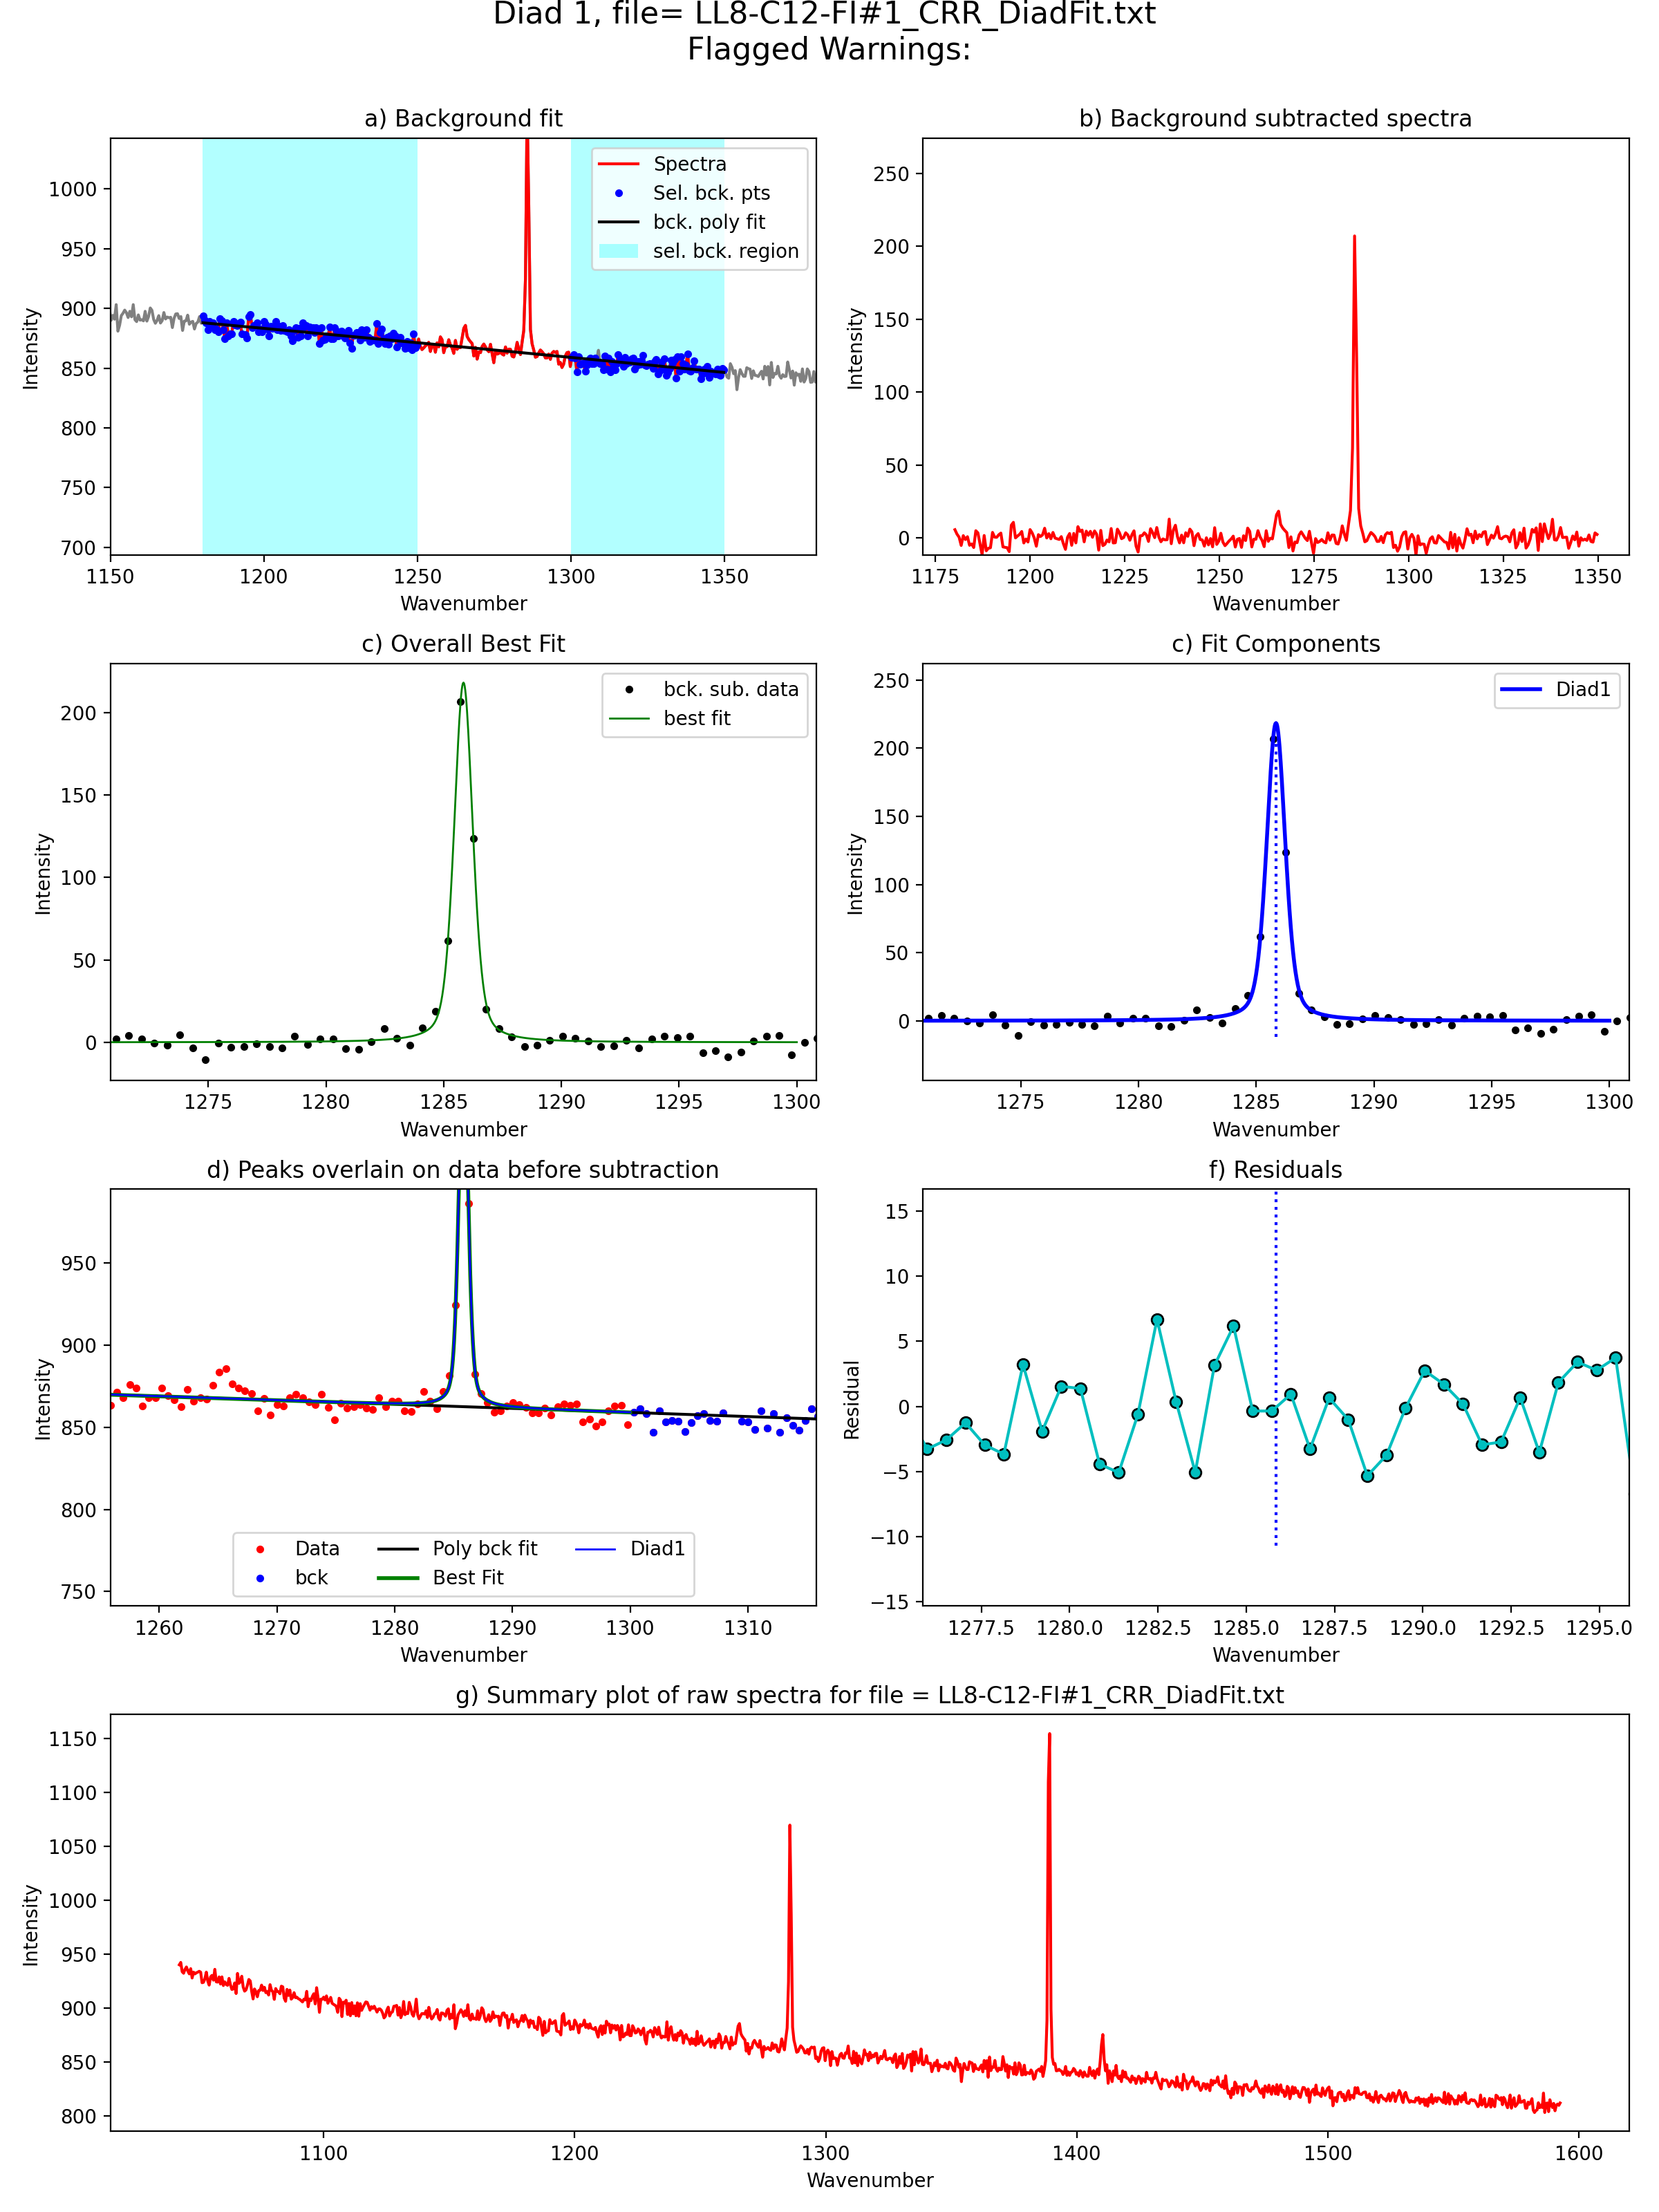 Diad 1, file= LL8-C12-FI#1_CRR_DiadFit.txt
Flagged Warnings:
a) Background fit
Intensity
1000
950
900
850
800
750
700
Spectra
Sel. bck. pts
bck. poly fit
sel. bck. region
1150 1200 1250 1300 1350
Wavenumber
b) Background subtracted spectra
Intensity
250
200
150
100
50
0
1175 1200 1225 1250 1275 1300 1325 1350
Wavenumber
c) Overall Best Fit
Intensity
200
150
100
50
0
bck. sub. data
best fit
1275 1280 1285 1290 1295 1300
Wavenumber
c) Fit Components
Intensity
250
200
150
100
50
0
Diad1
1275 1280 1285 1290 1295 1300
Wavenumber
d) Peaks overlain on data before subtraction
Intensity
950
900
850
800
750
Data Poly bck fit Diad1
bck Best Fit
1260 1270 1280 1290 1300 1310
Wavenumber
f) Residuals
Residual
15
10
5
0
−5
−10
−15
1277.5 1280.0 1282.5 1285.0 1287.5 1290.0 1292.5 1295.0
Wavenumber
g) Summary plot of raw spectra for file = LL8-C12-FI#1_CRR_DiadFit.txt
Intensity
1150
1100
1050
1000
950
900
850
800
1100 1200 1300 1400 1500 1600
Wavenumber